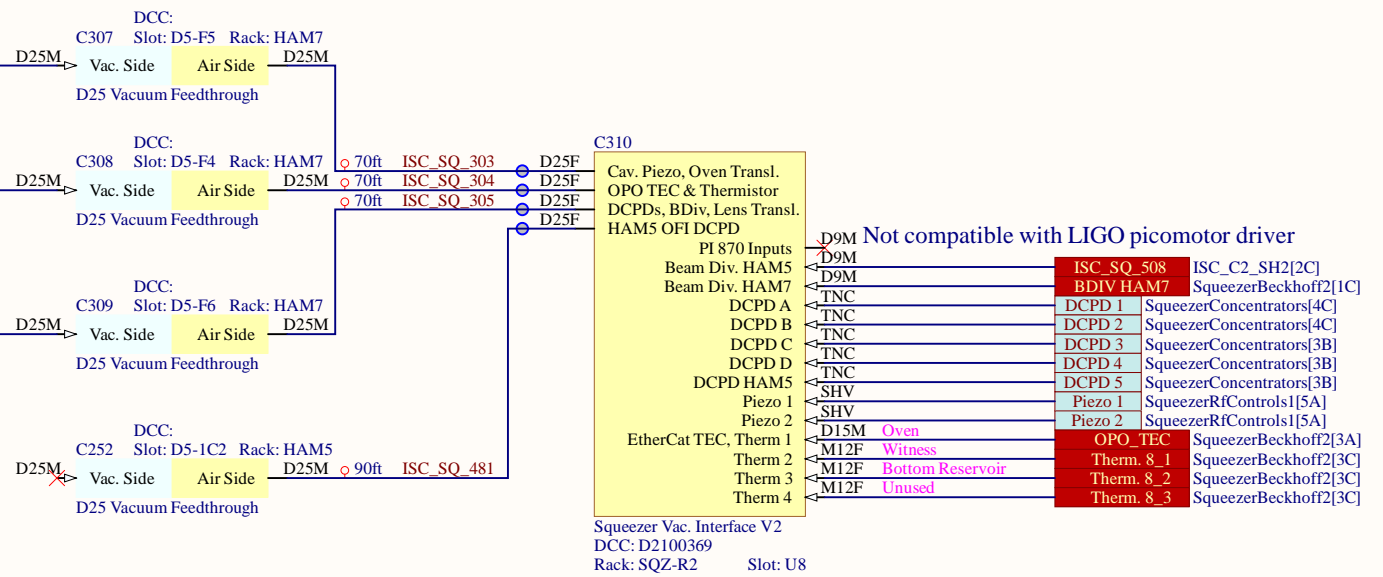 DCC:
C307 Slot: D5-F5 Rack: HAM7
D25M Vac. Side Air Side D25M
D25 Vacuum Feedthrough
DCC:
C308 Slot: D5-F4 Rack: HAM7
D25M Vac. Side Air Side D25M
D25 Vacuum Feedthrough
DCC:
C309 Slot: D5-F6 Rack: HAM7
D25M Vac. Side Air Side D25M
D25 Vacuum Feedthrough
DCC:
C252 Slot: D5-1C2 Rack: HAM5
D25M Vac. Side Air Side D25M 90ft ISC_SQ_481
D25 Vacuum Feedthrough
70ft ISC_SQ_303 D25F
70ft ISC_SQ_304 D25F
70ft ISC_SQ_305 D25F
D25F
C310
Cav. Piezo, Oven Transl.
OPO TEC & Thermistor
DCPDs, BDiv, Lens Transl.
HAM5 OFI DCPD
PI 870 Inputs D9M Not compatible with LIGO picomotor driver
Beam Div. HAM5 D9M ISC_SQ_508 ISC_C2_SH2[2C]
Beam Div. HAM7 D9M BDIV HAM7 SqueezerBeckhoff2[1C]
DCPD A TNC DCPD 1 SqueezerConcentrators[4C]
DCPD B TNC DCPD 2 SqueezerConcentrators[4C]
DCPD C TNC DCPD 3 SqueezerConcentrators[3B]
DCPD D TNC DCPD 4 SqueezerConcentrators[3B]
DCPD HAM5 TNC DCPD 5 SqueezerConcentrators[3B]
Piezo 1 SHV Piezo 1 SqueezerRfControls1[5A]
Piezo 2 SHV Piezo 2 SqueezerRfControls1[5A]
EtherCat TEC, Therm 1 D15M Oven OPO_TEC SqueezerBeckhoff2[3A]
Therm 2 M12F Witness Therm. 8_1 SqueezerBeckhoff2[3C]
Therm 3 M12F Bottom Reservoir Therm. 8_2 SqueezerBeckhoff2[3C]
Therm 4 M12F Unused Therm. 8_3 SqueezerBeckhoff2[3C]
Squeezer Vac. Interface V2
DCC: D2100369
Rack: SQZ-R2 Slot: U8